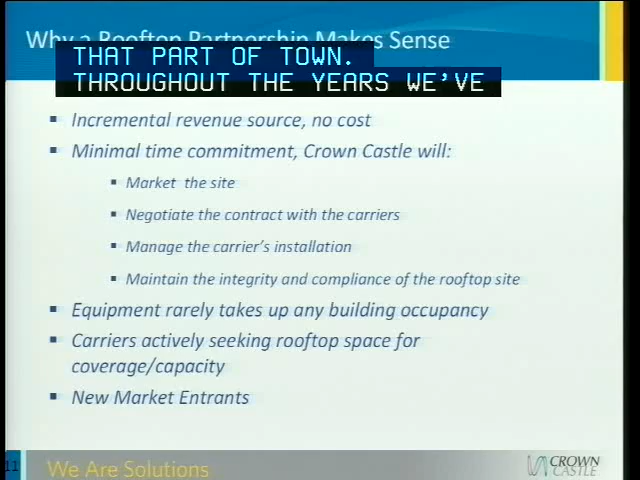 Why a Rooftop Partnership Makes Sense
THAT PART OF TOWN.
THROUGHOUT THE YEARS WE'VE
Incremental revenue source, no cost
Minimal time commitment, Crown Castle will:
Market the site
Negotiate the contract with the carriers
Manage the carrier's installation
Maintain the integrity and compliance of the rooftop site
Equipment rarely takes up any building occupancy
Carriers actively seeking rooftop space for
coverage/capacity
New Market Entrants
11
We Are Solutions
CROWN
CASTLE